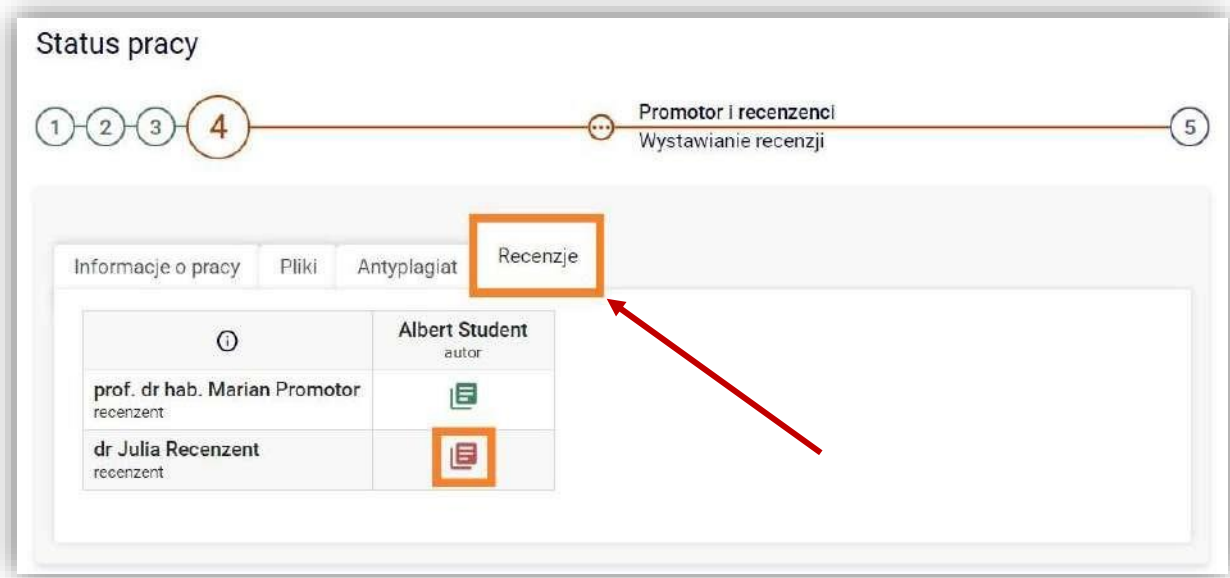 Status pracy
1 2 3 4 Promotor i recenzenci 5
Wystawianie recenzji
Informacje o pracy Pliki Antyplagiat Recenzje
Albert Student
autor
prof. dr hab. Marian Promotor
recenzent
dr Julia Recenzent
recenzent